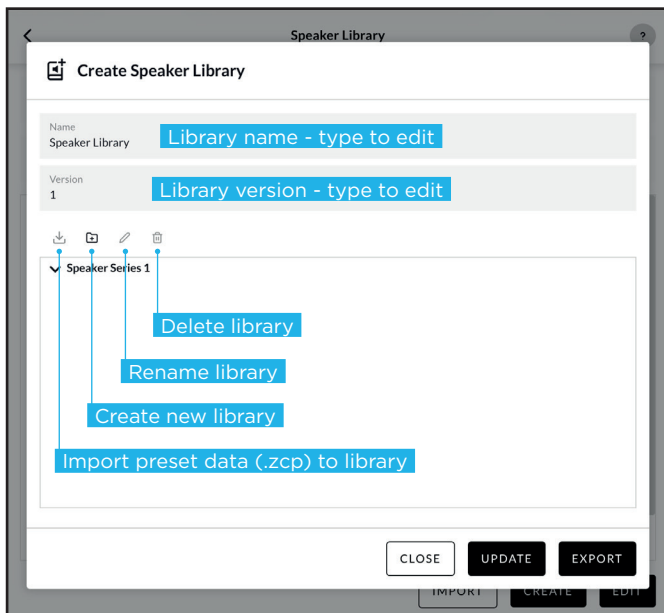 Speaker Library
?
Create Speaker Library
Name
Speaker Library
Library name - type to edit
Version
1
Library version - type to edit
Speaker Series 1
Delete library
Rename library
Create new library
Import preset data (.zcp) to library
CLOSE
UPDATE
EXPORT
IMPORT
CREATE
EDIT